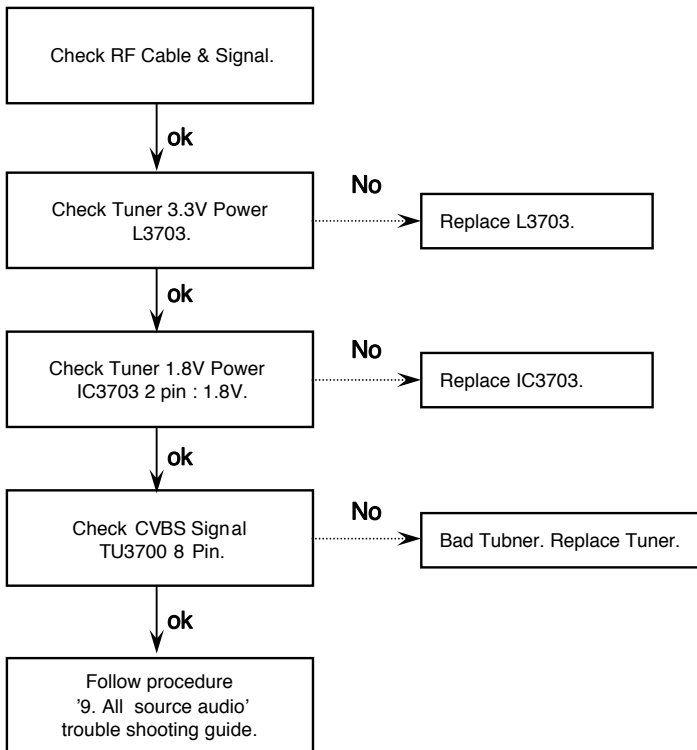 Check RF Cable & Signal.
ok
Check Tuner 3.3V Power
L3703.
No
Replace L3703.
ok
Check Tuner 1.8V Power
IC3703 2 pin : 1.8V.
No
Replace IC3703.
ok
Check CVBS Signal
TU3700 8 Pin.
No
Bad Tubner. Replace Tuner.
ok
Follow procedure
'9. All source audio'
trouble shooting guide.